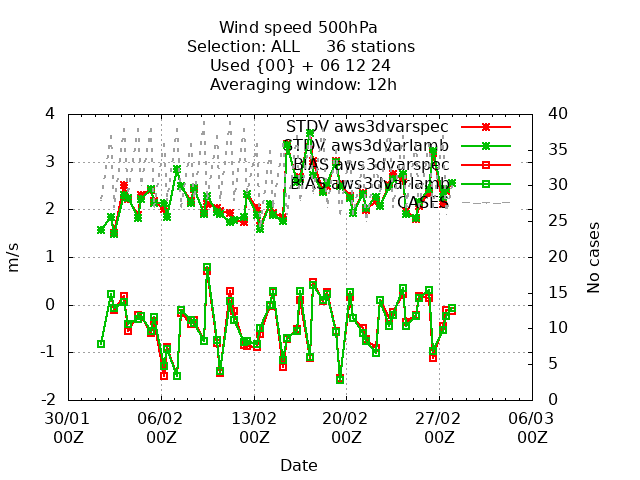 Wind speed 500hPa
Selection: ALL     36 stations
Used {00} + 06 12 24
Averaging window: 12h
STDV aws3dvarspec
STDV aws3dvarlamb
BIAS aws3dvarspec
BIAS aws3dvarlamb
CASES
4
3
2
1
0
-1
-2
m/s
40
35
30
25
20
15
10
5
0
No cases
30/01 06/02 13/02 20/02 27/02 06/03
00Z 00Z 00Z 00Z 00Z 00Z
Date